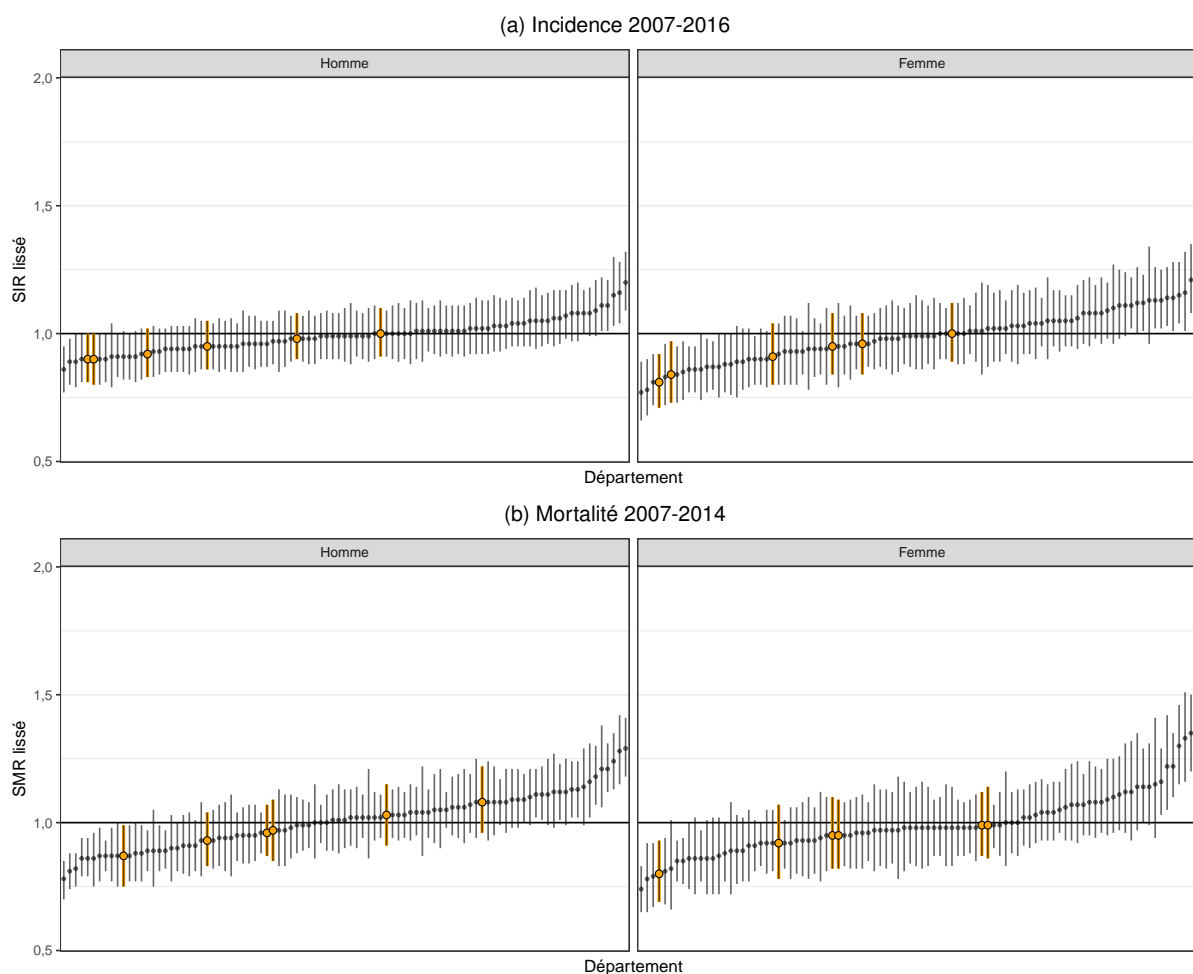 (a) Incidence 2007-2016
Homme
Femme
2,0
1,5
1,0
0,5
SIR lissé
Département
(b) Mortalité 2007-2014
Homme
Femme
2,0
1,5
1,0
0,5
SMR lissé
Département